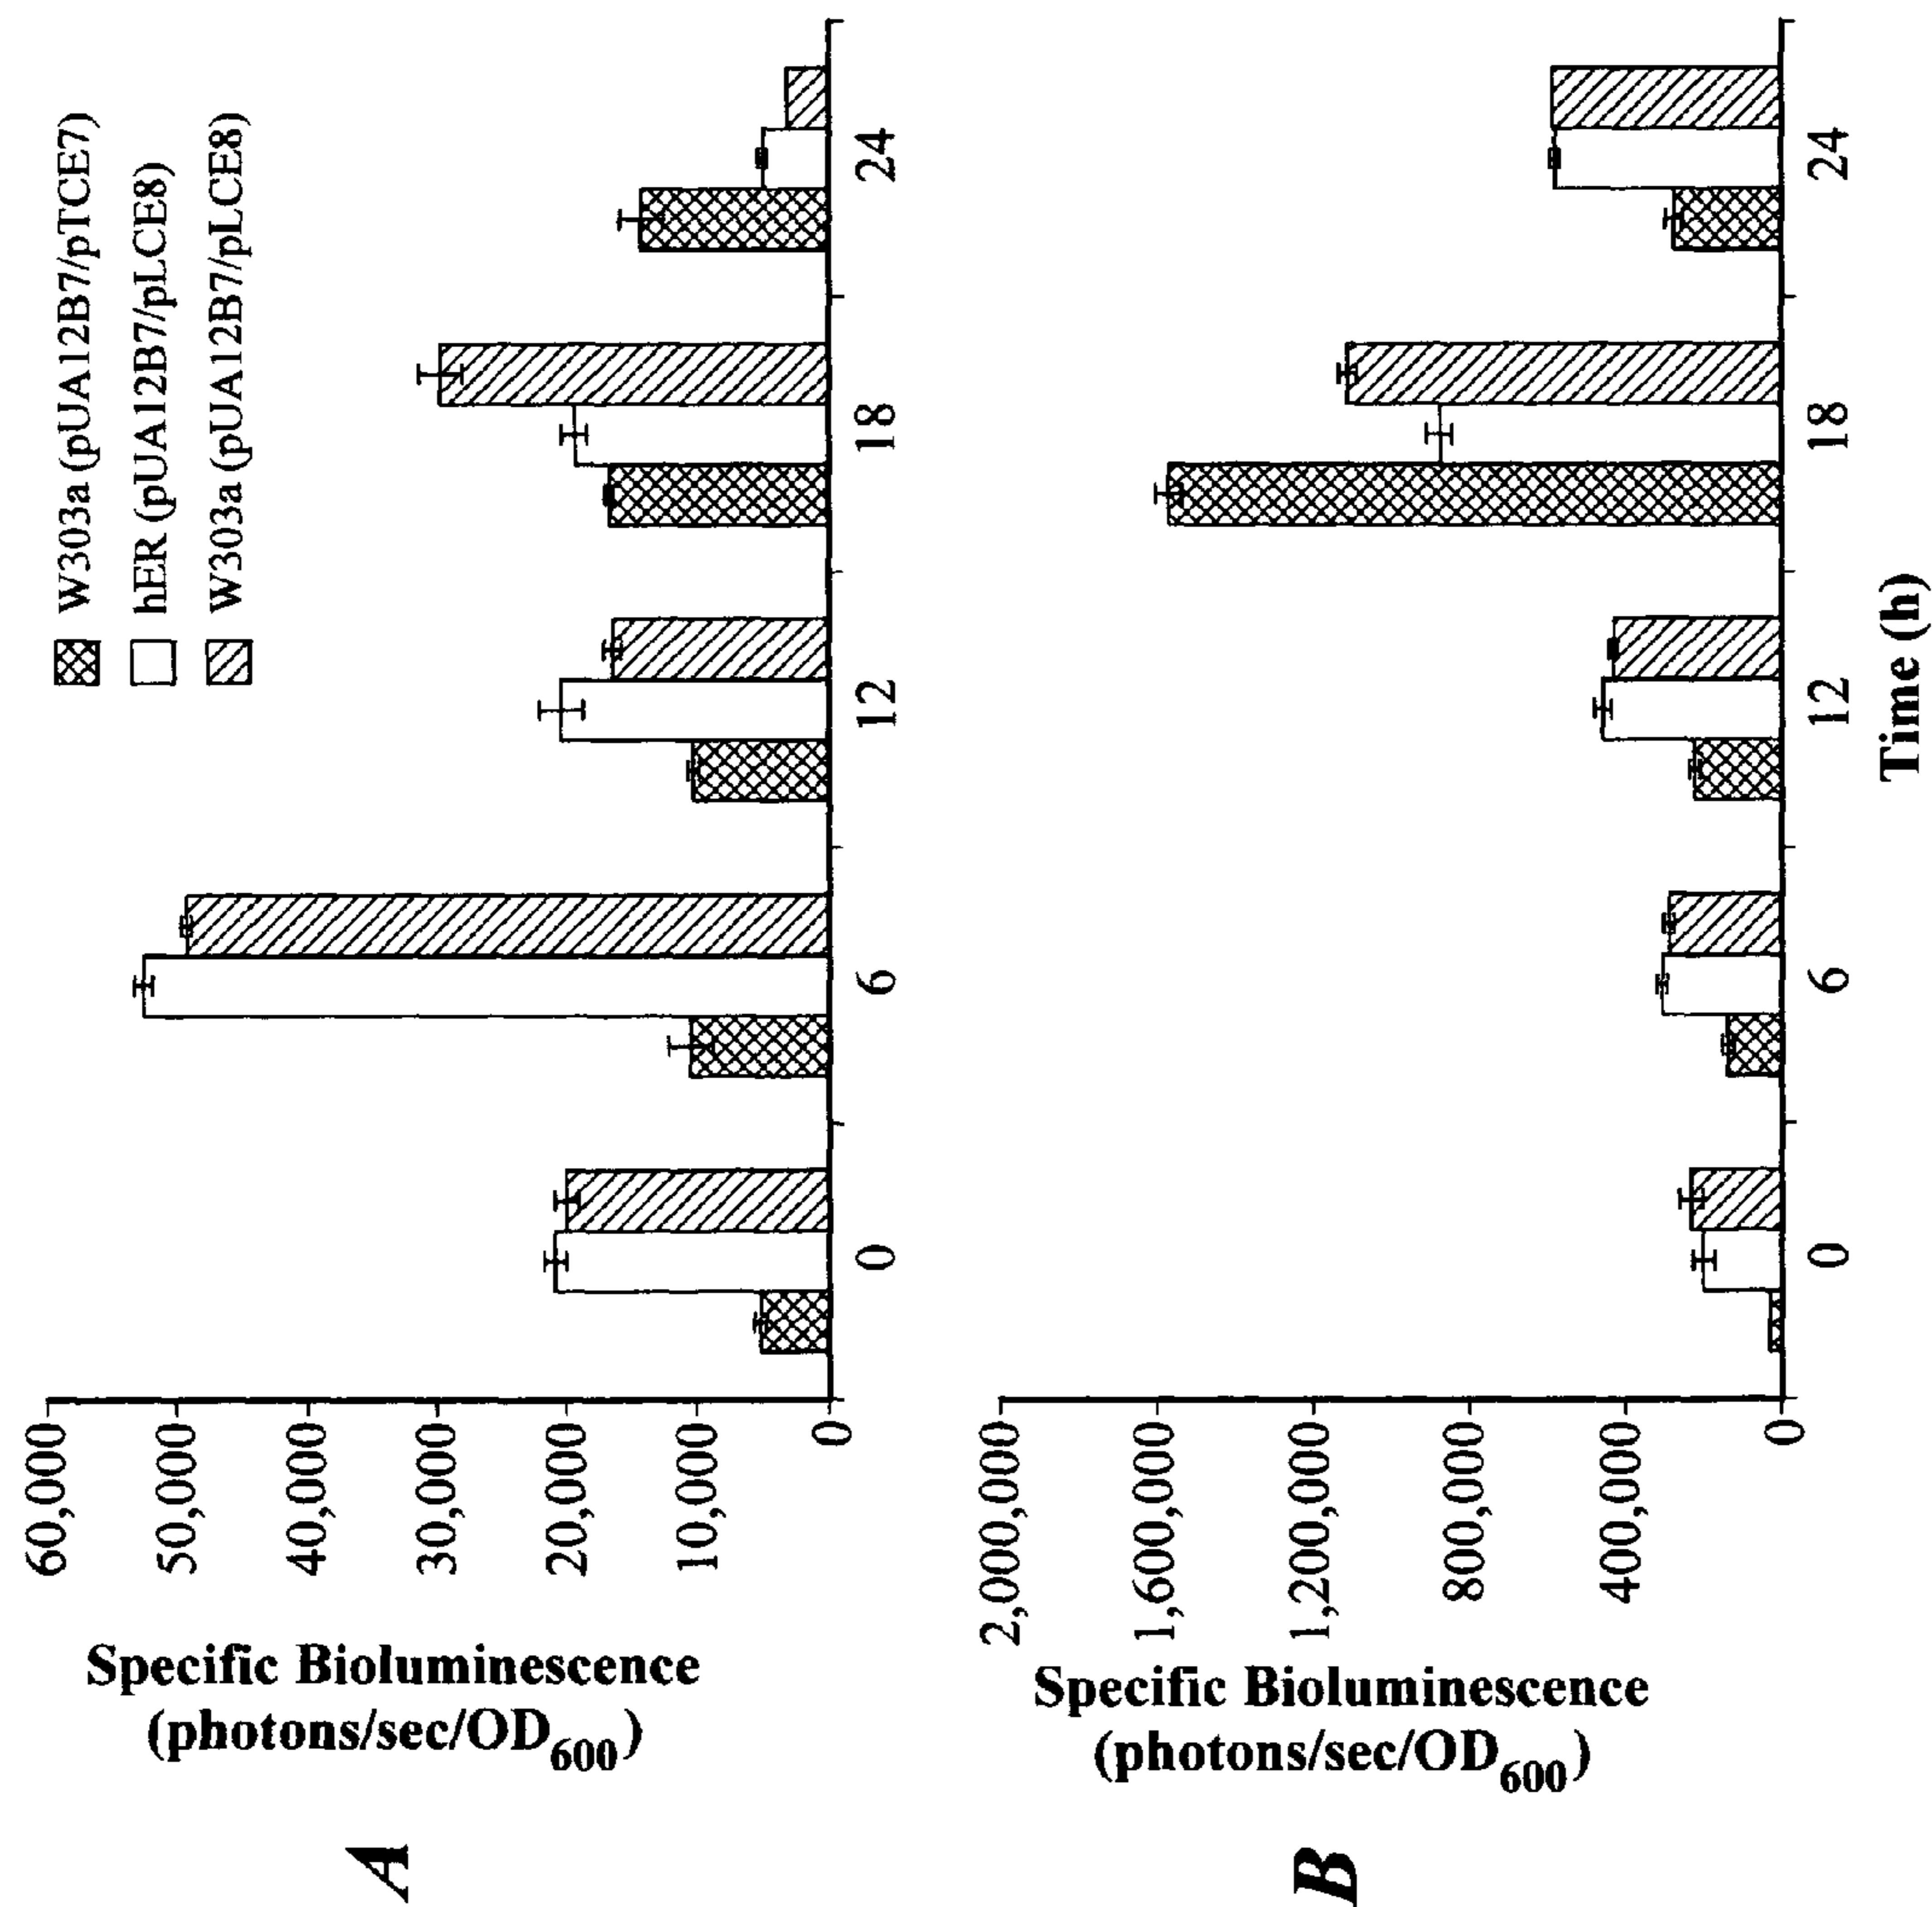 A
Specific Bioluminescence
(photons/sec/OD600)
60,000
50,000
40,000
30,000
20,000
10,000
0
W303a (pUA12B7/pTCE7)
hER (pUA12B7/pLCE8)
W303a (pUA12B7/pLCE8)
0 6 12 18 24
B
Specific Bioluminescence
(photons/sec/OD600)
2,000,000
1,600,000
1,200,000
800,000
400,000
0
0 6 12 18 24
Time (h)